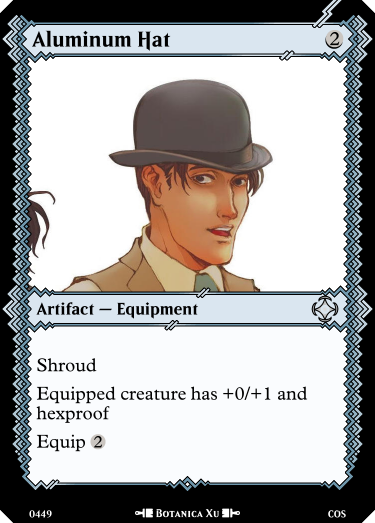 Aluminum Hat 2
Artifact — Equipment
Shroud
Equipped creature has +0/+1 and
hexproof
Equip 2
0449 Botanica Xu COS